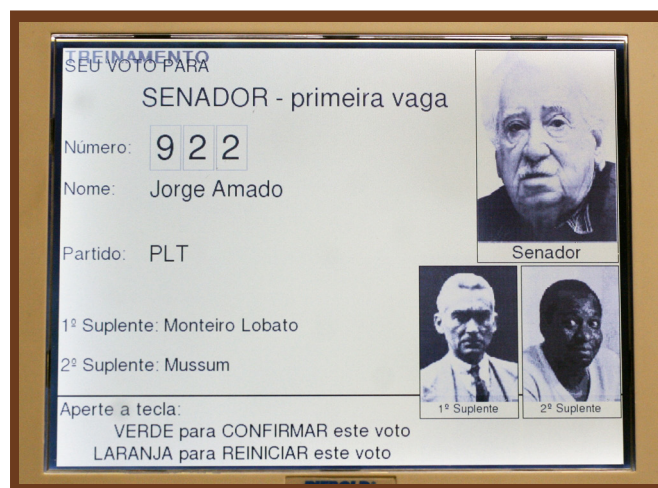 TREINAMENTO
SEU VOTO PARA
SENADOR - primeira vaga
Número: 922
Nome: Jorge Amado
Partido: PLT
Senador
1º Suplente: Monteiro Lobato
2º Suplente: Mussum
1º Suplente
2º Suplente
Aperte a tecla:
VERDE para CONFIRMAR este voto
LARANJA para REINICIAR este voto